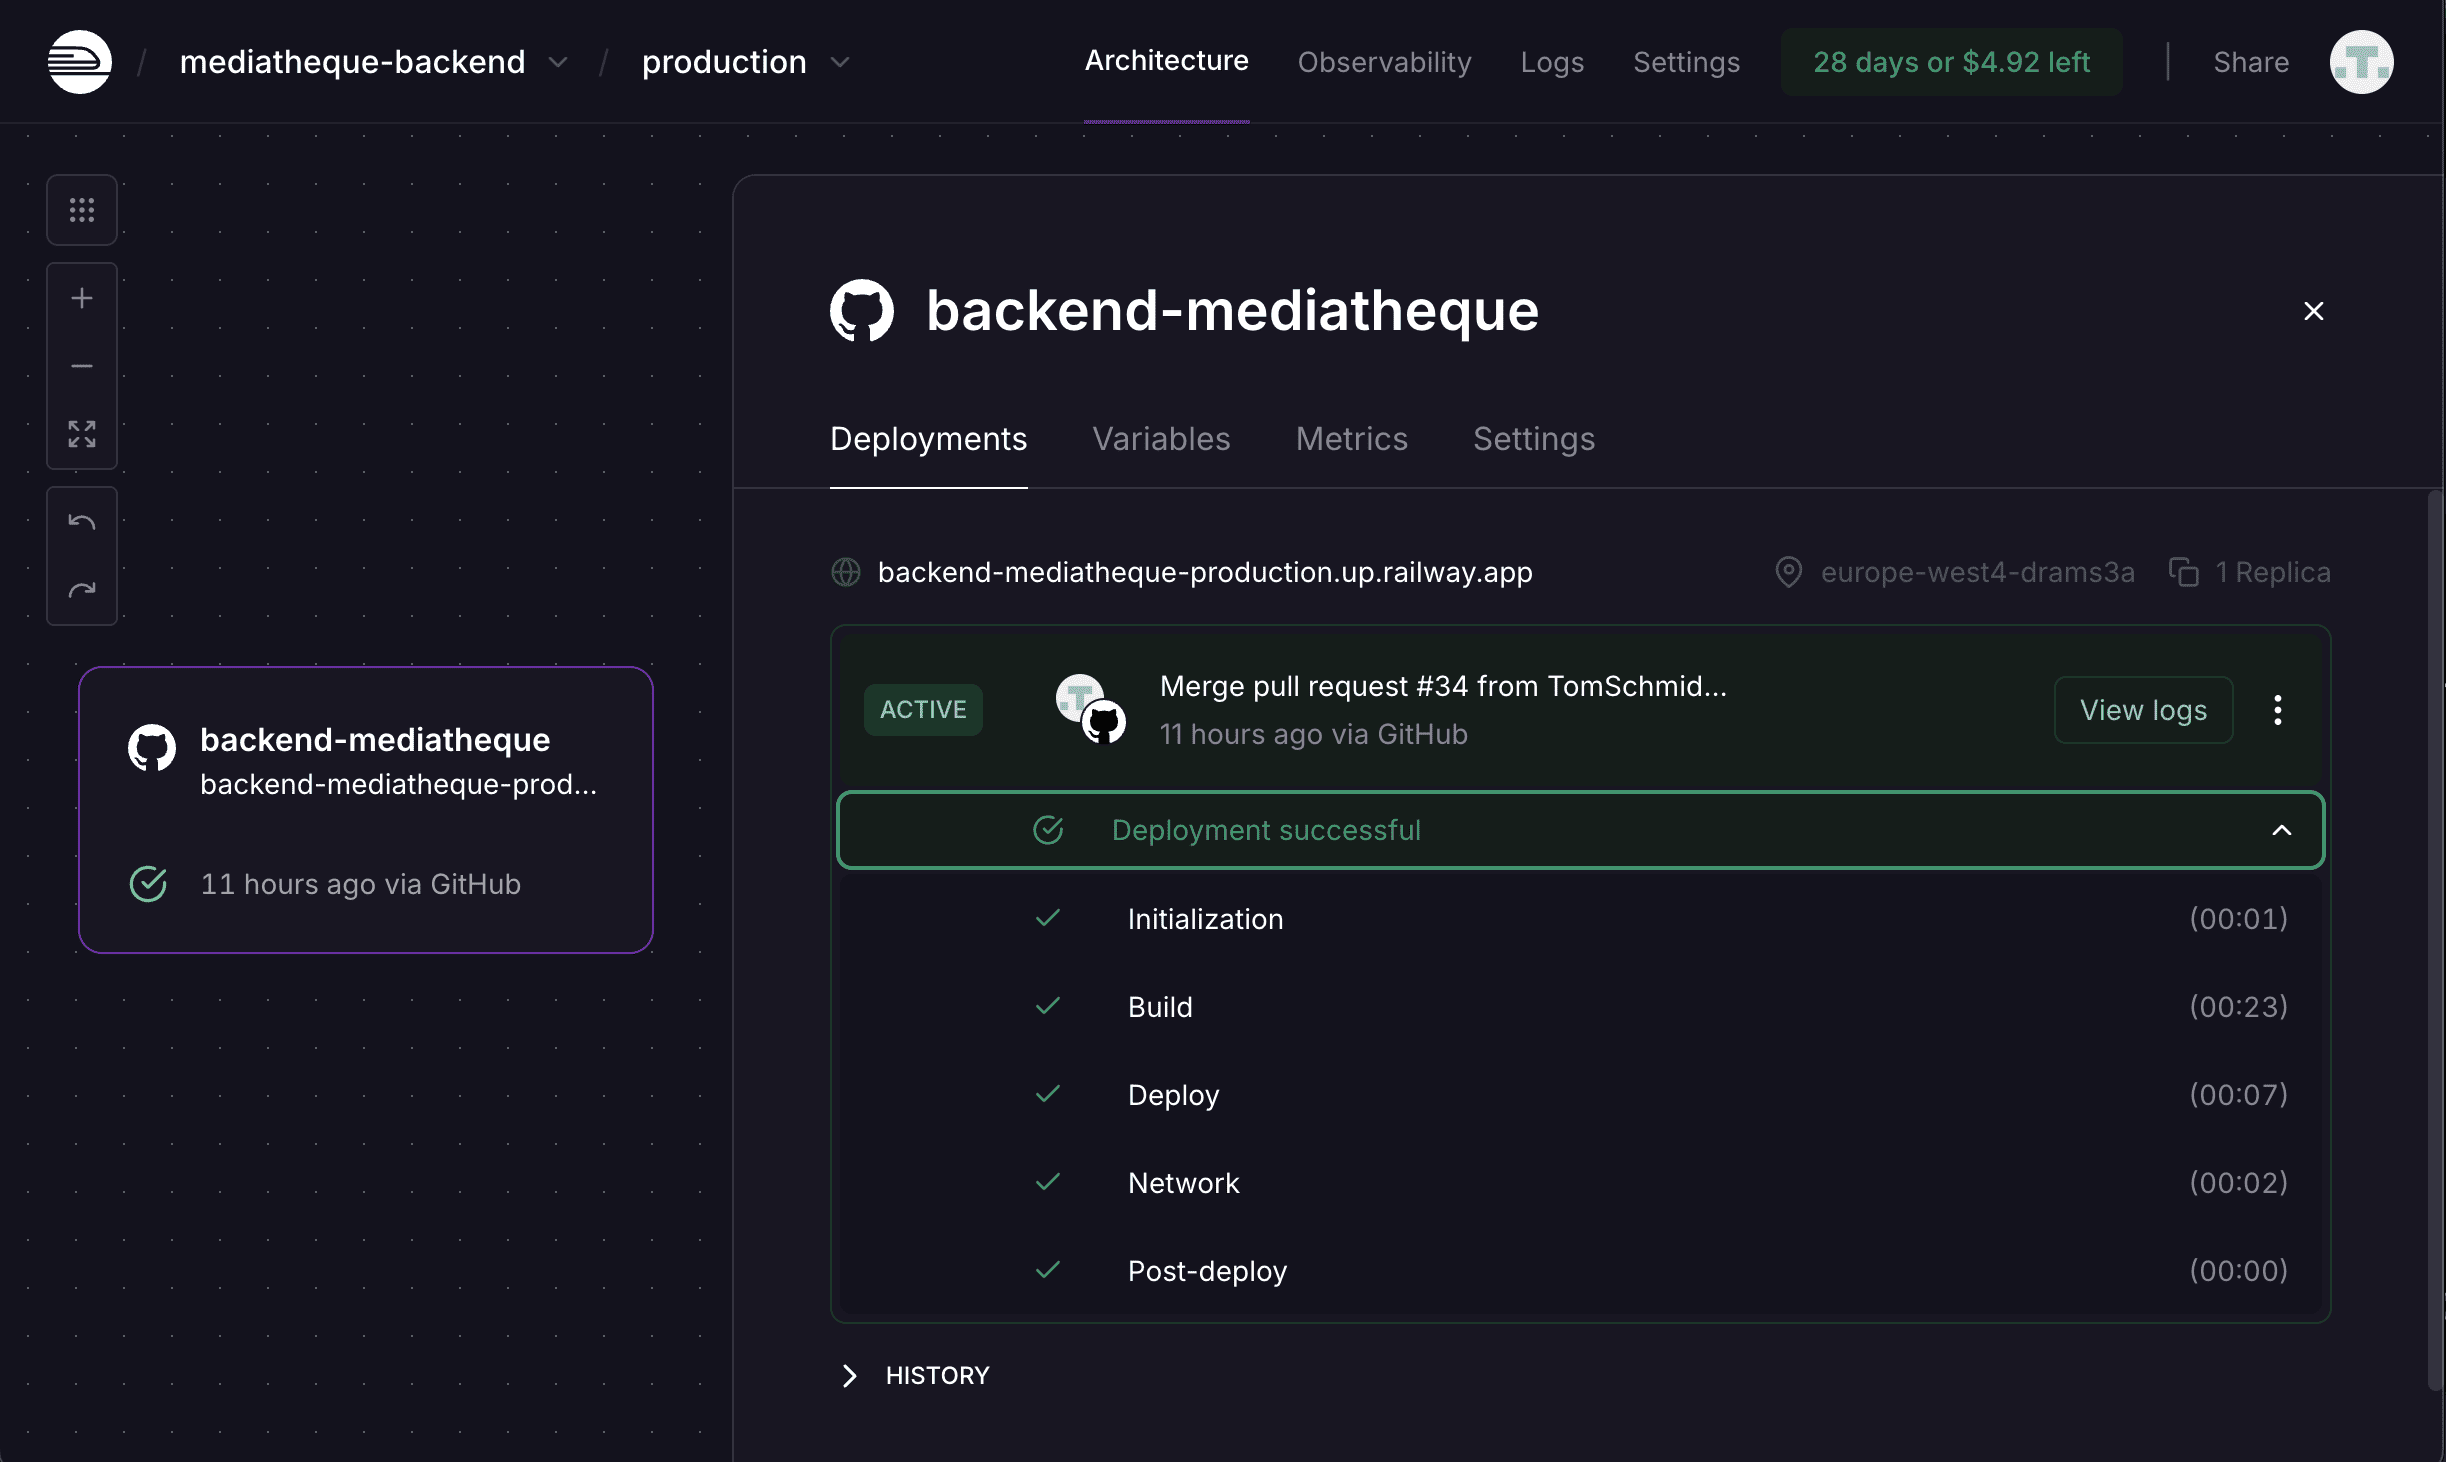 mediatheque-backend / production
Architecture Observability Logs Settings 28 days or $4.92 left Share
backend-mediatheque
backend-mediatheque-prod...
11 hours ago via GitHub
backend-mediatheque
Deployments Variables Metrics Settings
backend-mediatheque-production.up.railway.app europe-west4-drams3a 1 Replica
ACTIVE
Merge pull request #34 from TomSchmid...
11 hours ago via GitHub
View logs
Deployment successful
Initialization (00:01)
Build (00:23)
Deploy (00:07)
Network (00:02)
Post-deploy (00:00)
HISTORY